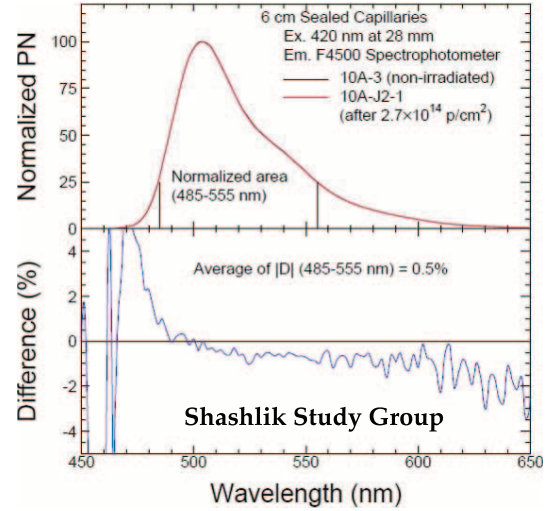 6 cm Sealed Capillaries
Ex. 420 nm at 28 mm
Em. F4500 Spectrophotometer
10A-3 (non-irradiated)
10A-J2-1
(after 2.7×10¹⁴ p/cm²)
Normalized PN
100
75
50
25
0
Normalized area
(485-555 nm)
Difference (%)
4
2
0
-2
-4
Average of |D| (485-555 nm) = 0.5%
Shashlik Study Group
450 500 550 600 650
Wavelength (nm)